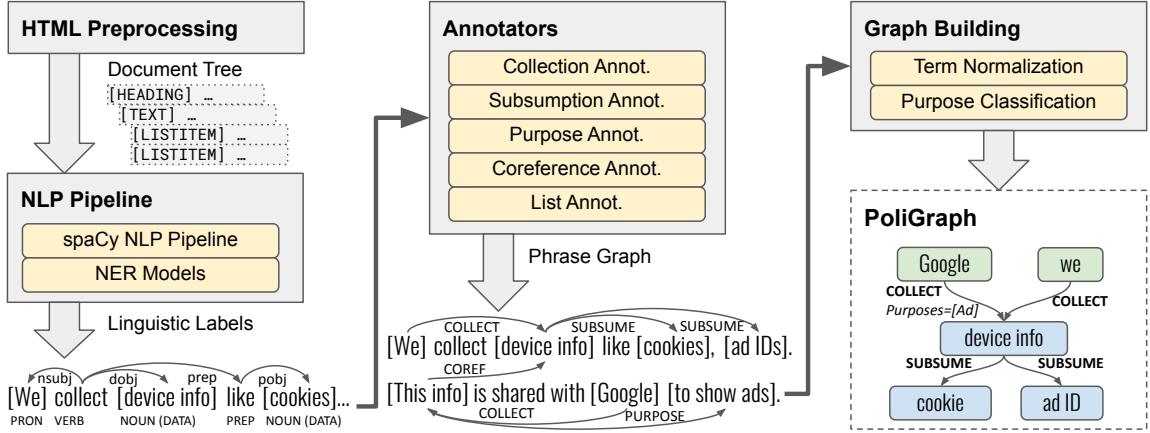 HTML Preprocessing
Document Tree
[HEADING] …
[TEXT] …
[LISTITEM] …
[LISTITEM] …
NLP Pipeline
spaCy NLP Pipeline
NER Models
Linguistic Labels
nsubj dobj prep pobj
[We] collect [device info] like [cookies]...
PRON VERB NOUN (DATA) PREP NOUN (DATA)
Annotators
Collection Annot.
Subsumption Annot.
Purpose Annot.
Coreference Annot.
List Annot.
Phrase Graph
COLLECT SUBSUME SUBSUME
[We] collect [device info] like [cookies], [ad IDs].
COREF
[This info] is shared with [Google] [to show ads].
COLLECT PURPOSE
Graph Building
Term Normalization
Purpose Classification
PoliGraph
Google we
COLLECT COLLECT
Purposes=[Ad]
device info
SUBSUME SUBSUME
cookie ad ID